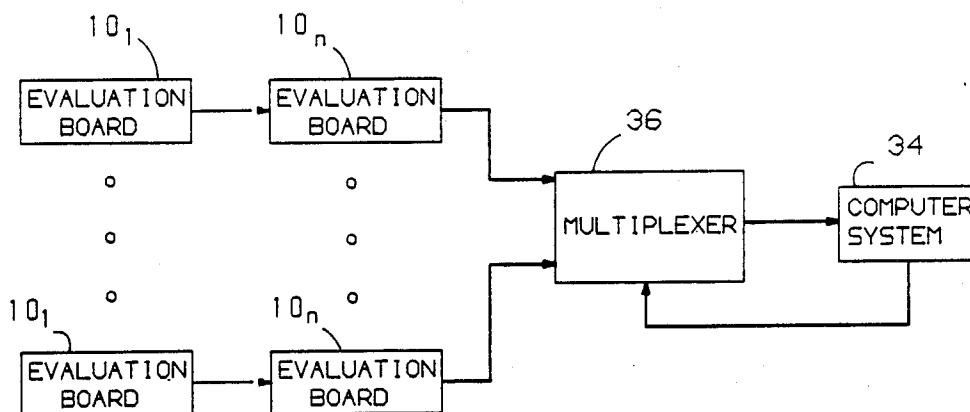 10₁
10ₙ
EVALUATION
BOARD
EVALUATION
BOARD
36
34
MULTIPLEXER
COMPUTER
SYSTEM
10₁
10ₙ
EVALUATION
BOARD
EVALUATION
BOARD